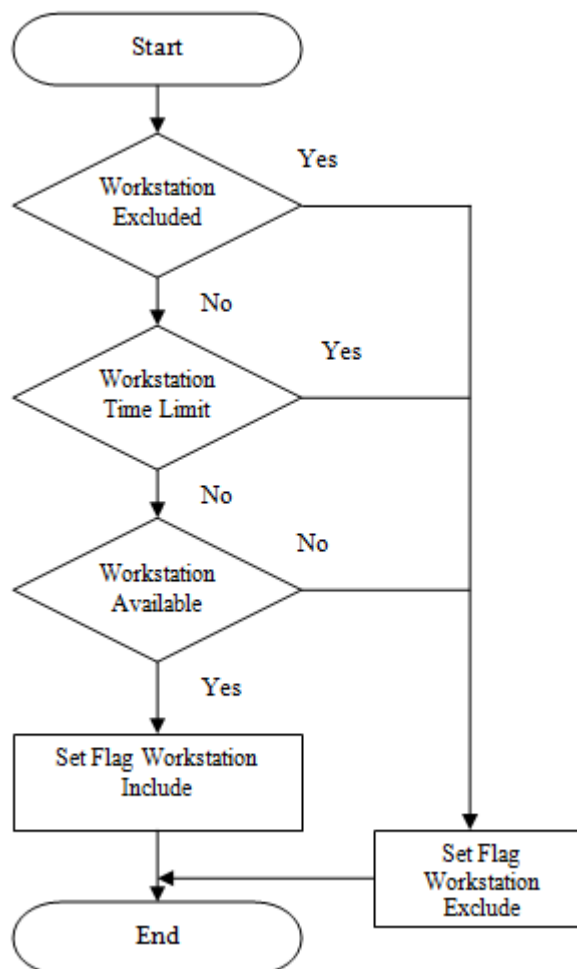 Start
Yes
Workstation
Excluded
No
Yes
Workstation
Time Limit
No
No
Workstation
Available
Yes
Set Flag Workstation
Include
Set Flag
Workstation
Exclude
End